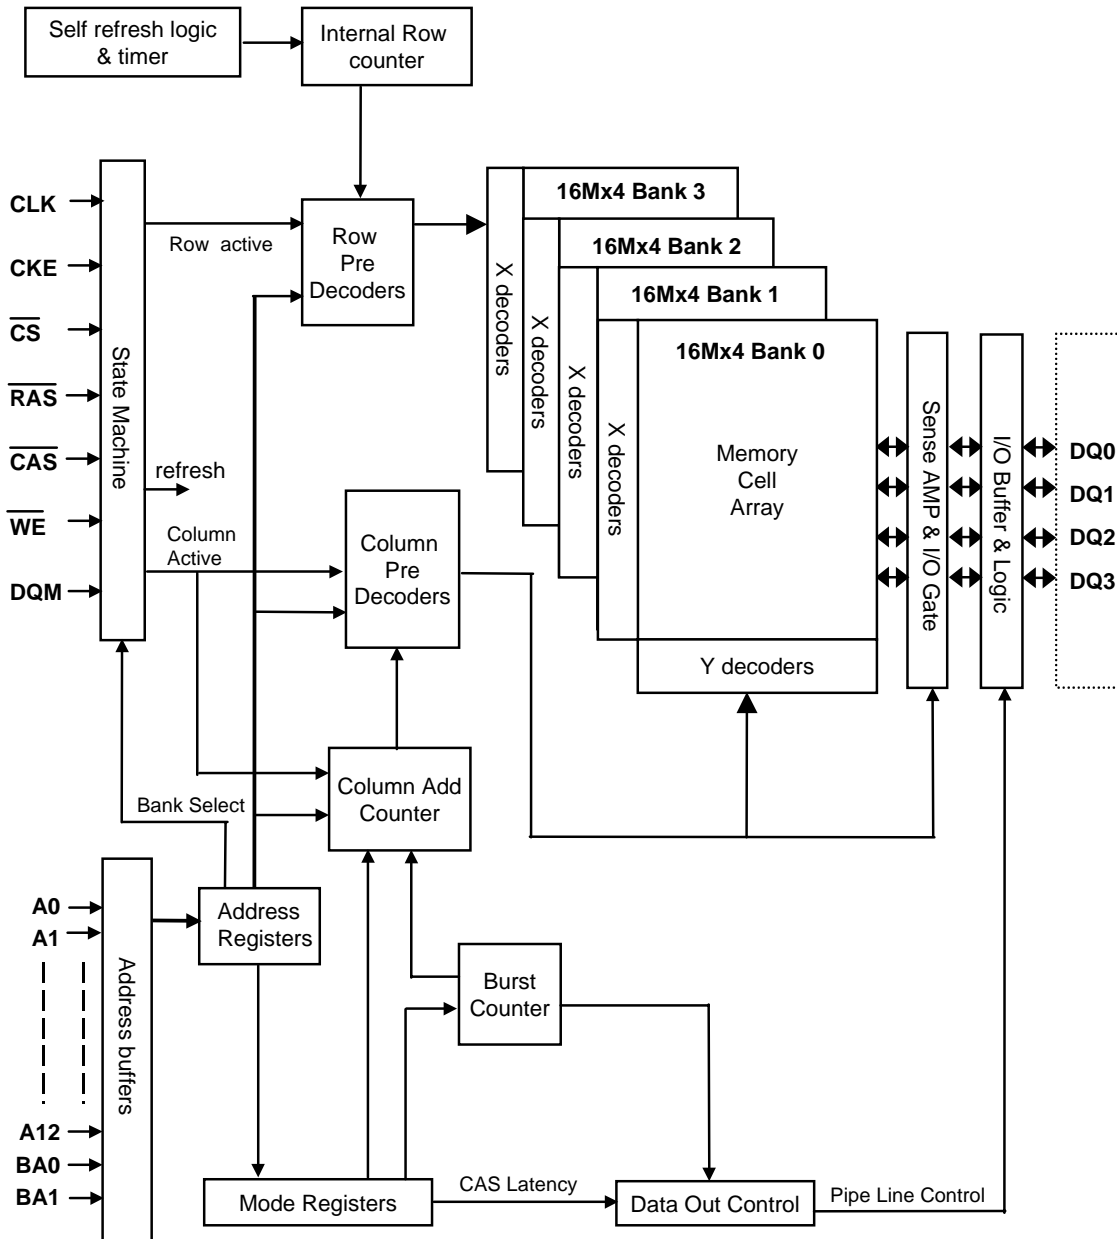 Self refresh logic
& timer
Internal Row
counter
CLK
CKE
CS
RAS
CAS
WE
DQM
State Machine
Row active
refresh
Column
Active
Bank Select
Row
Pre
Decoders
Column
Pre
Decoders
Column Add
Counter
X decoders
X decoders
X decoders
X decoders
16Mx4 Bank 3
16Mx4 Bank 2
16Mx4 Bank 1
16Mx4 Bank 0
Memory
Cell
Array
Y decoders
Sense AMP & I/O Gate
I/O Buffer & Logic
DQ0
DQ1
DQ2
DQ3
A0
A1
A12
BA0
BA1
Address buffers
Address
Registers
Burst
Counter
Mode Registers
CAS Latency
Data Out Control
Pipe Line Control